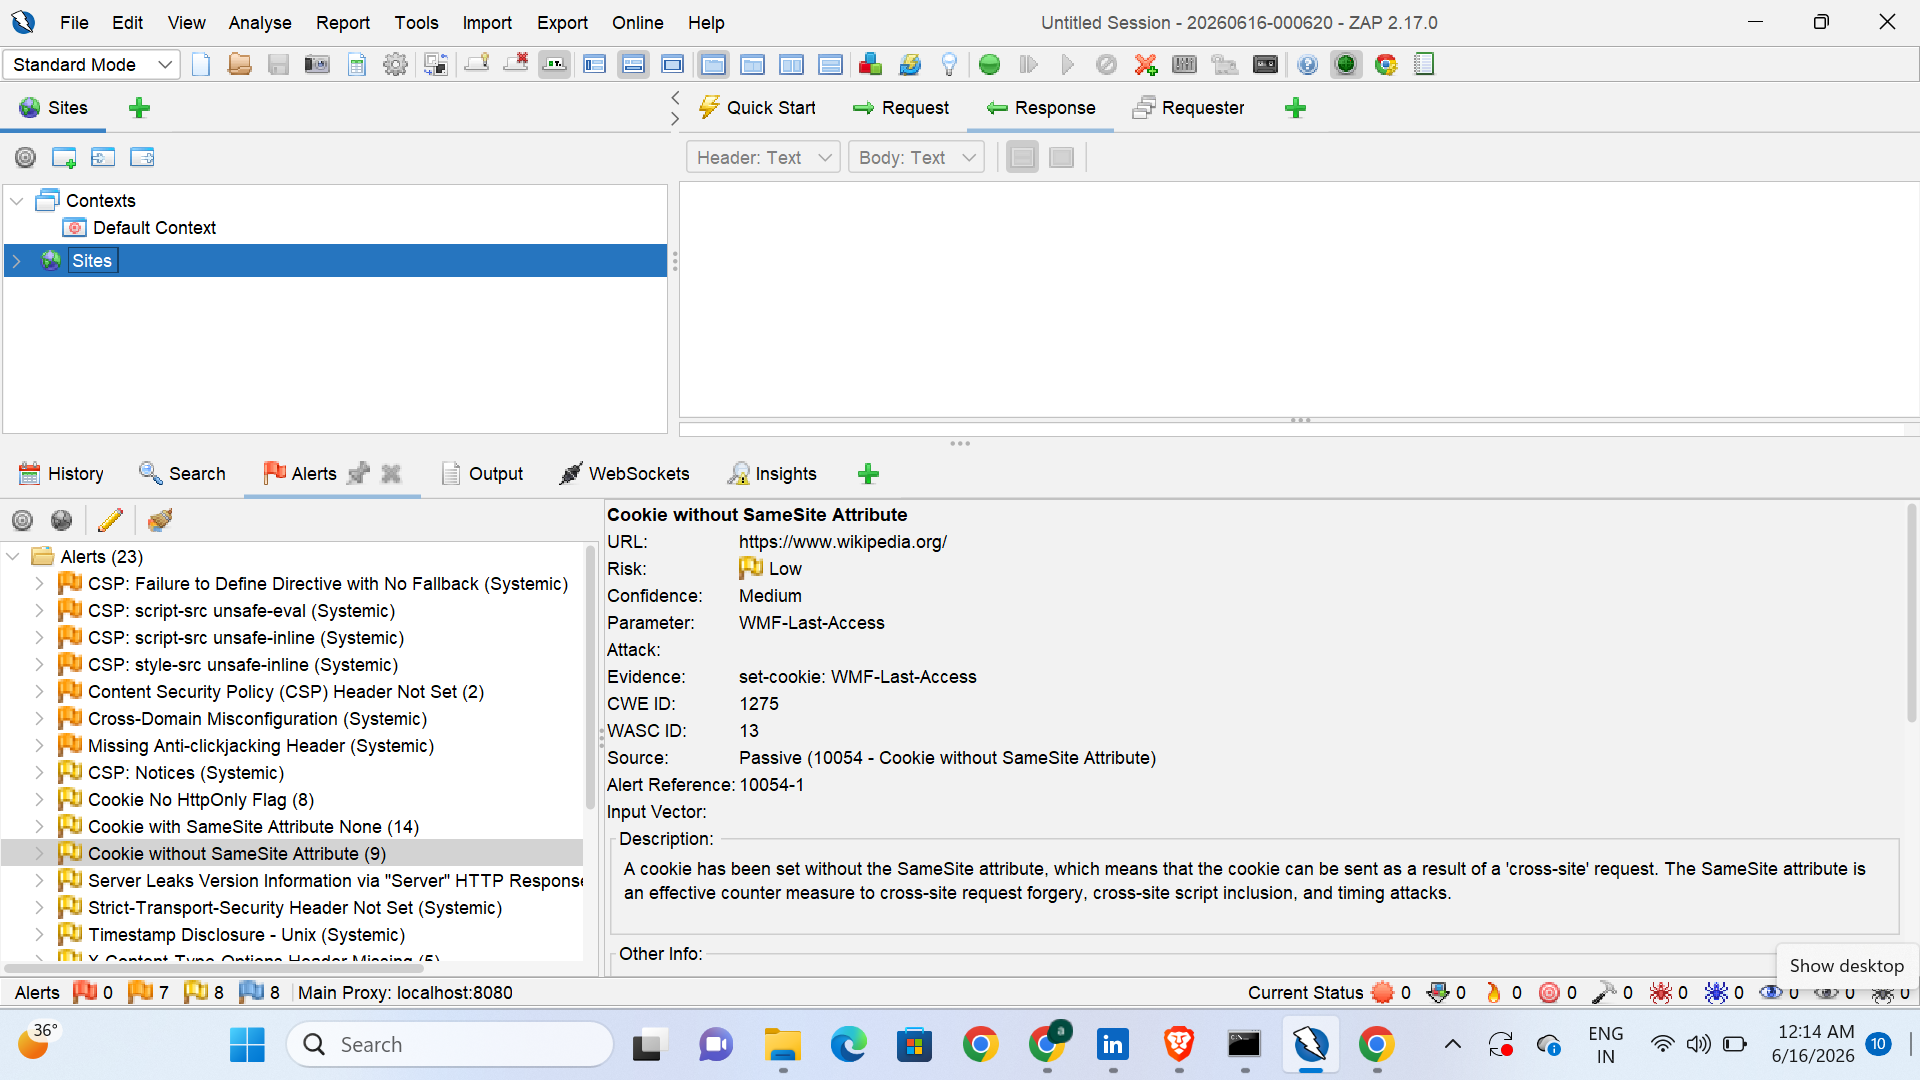 File Edit View Analyse Report Tools Import Export Online Help
Untitled Session - 20260616-000620 - ZAP 2.17.0
Standard Mode
Sites
Quick Start Request Response Requester
Header: Text Body: Text
Contexts
Default Context
Sites
History Search Alerts Output WebSockets Insights
Alerts (23)
CSP: Failure to Define Directive with No Fallback (Systemic)
CSP: script-src unsafe-eval (Systemic)
CSP: script-src unsafe-inline (Systemic)
CSP: style-src unsafe-inline (Systemic)
Content Security Policy (CSP) Header Not Set (2)
Cross-Domain Misconfiguration (Systemic)
Missing Anti-clickjacking Header (Systemic)
CSP: Notices (Systemic)
Cookie No HttpOnly Flag (8)
Cookie with SameSite Attribute None (14)
Cookie without SameSite Attribute (9)
Server Leaks Version Information via "Server" HTTP Response
Strict-Transport-Security Header Not Set (Systemic)
Timestamp Disclosure - Unix (Systemic)
X-Content-Type-Options Header Missing (5)
Cookie without SameSite Attribute
URL: https://www.wikipedia.org/
Risk: Low
Confidence: Medium
Parameter: WMF-Last-Access
Attack:
Evidence: set-cookie: WMF-Last-Access
CWE ID: 1275
WASC ID: 13
Source: Passive (10054 - Cookie without SameSite Attribute)
Alert Reference: 10054-1
Input Vector:
Description:
A cookie has been set without the SameSite attribute, which means that the cookie can be sent as a result of a 'cross-site' request. The SameSite attribute is
an effective counter measure to cross-site request forgery, cross-site script inclusion, and timing attacks.
Other Info:
Show desktop
Alerts 0 7 8 8 Main Proxy: localhost:8080
Current Status 0 0 0 0 0 0 0 0 0 0
36°
Search
a
ENG
IN
12:14 AM
6/16/2026
10